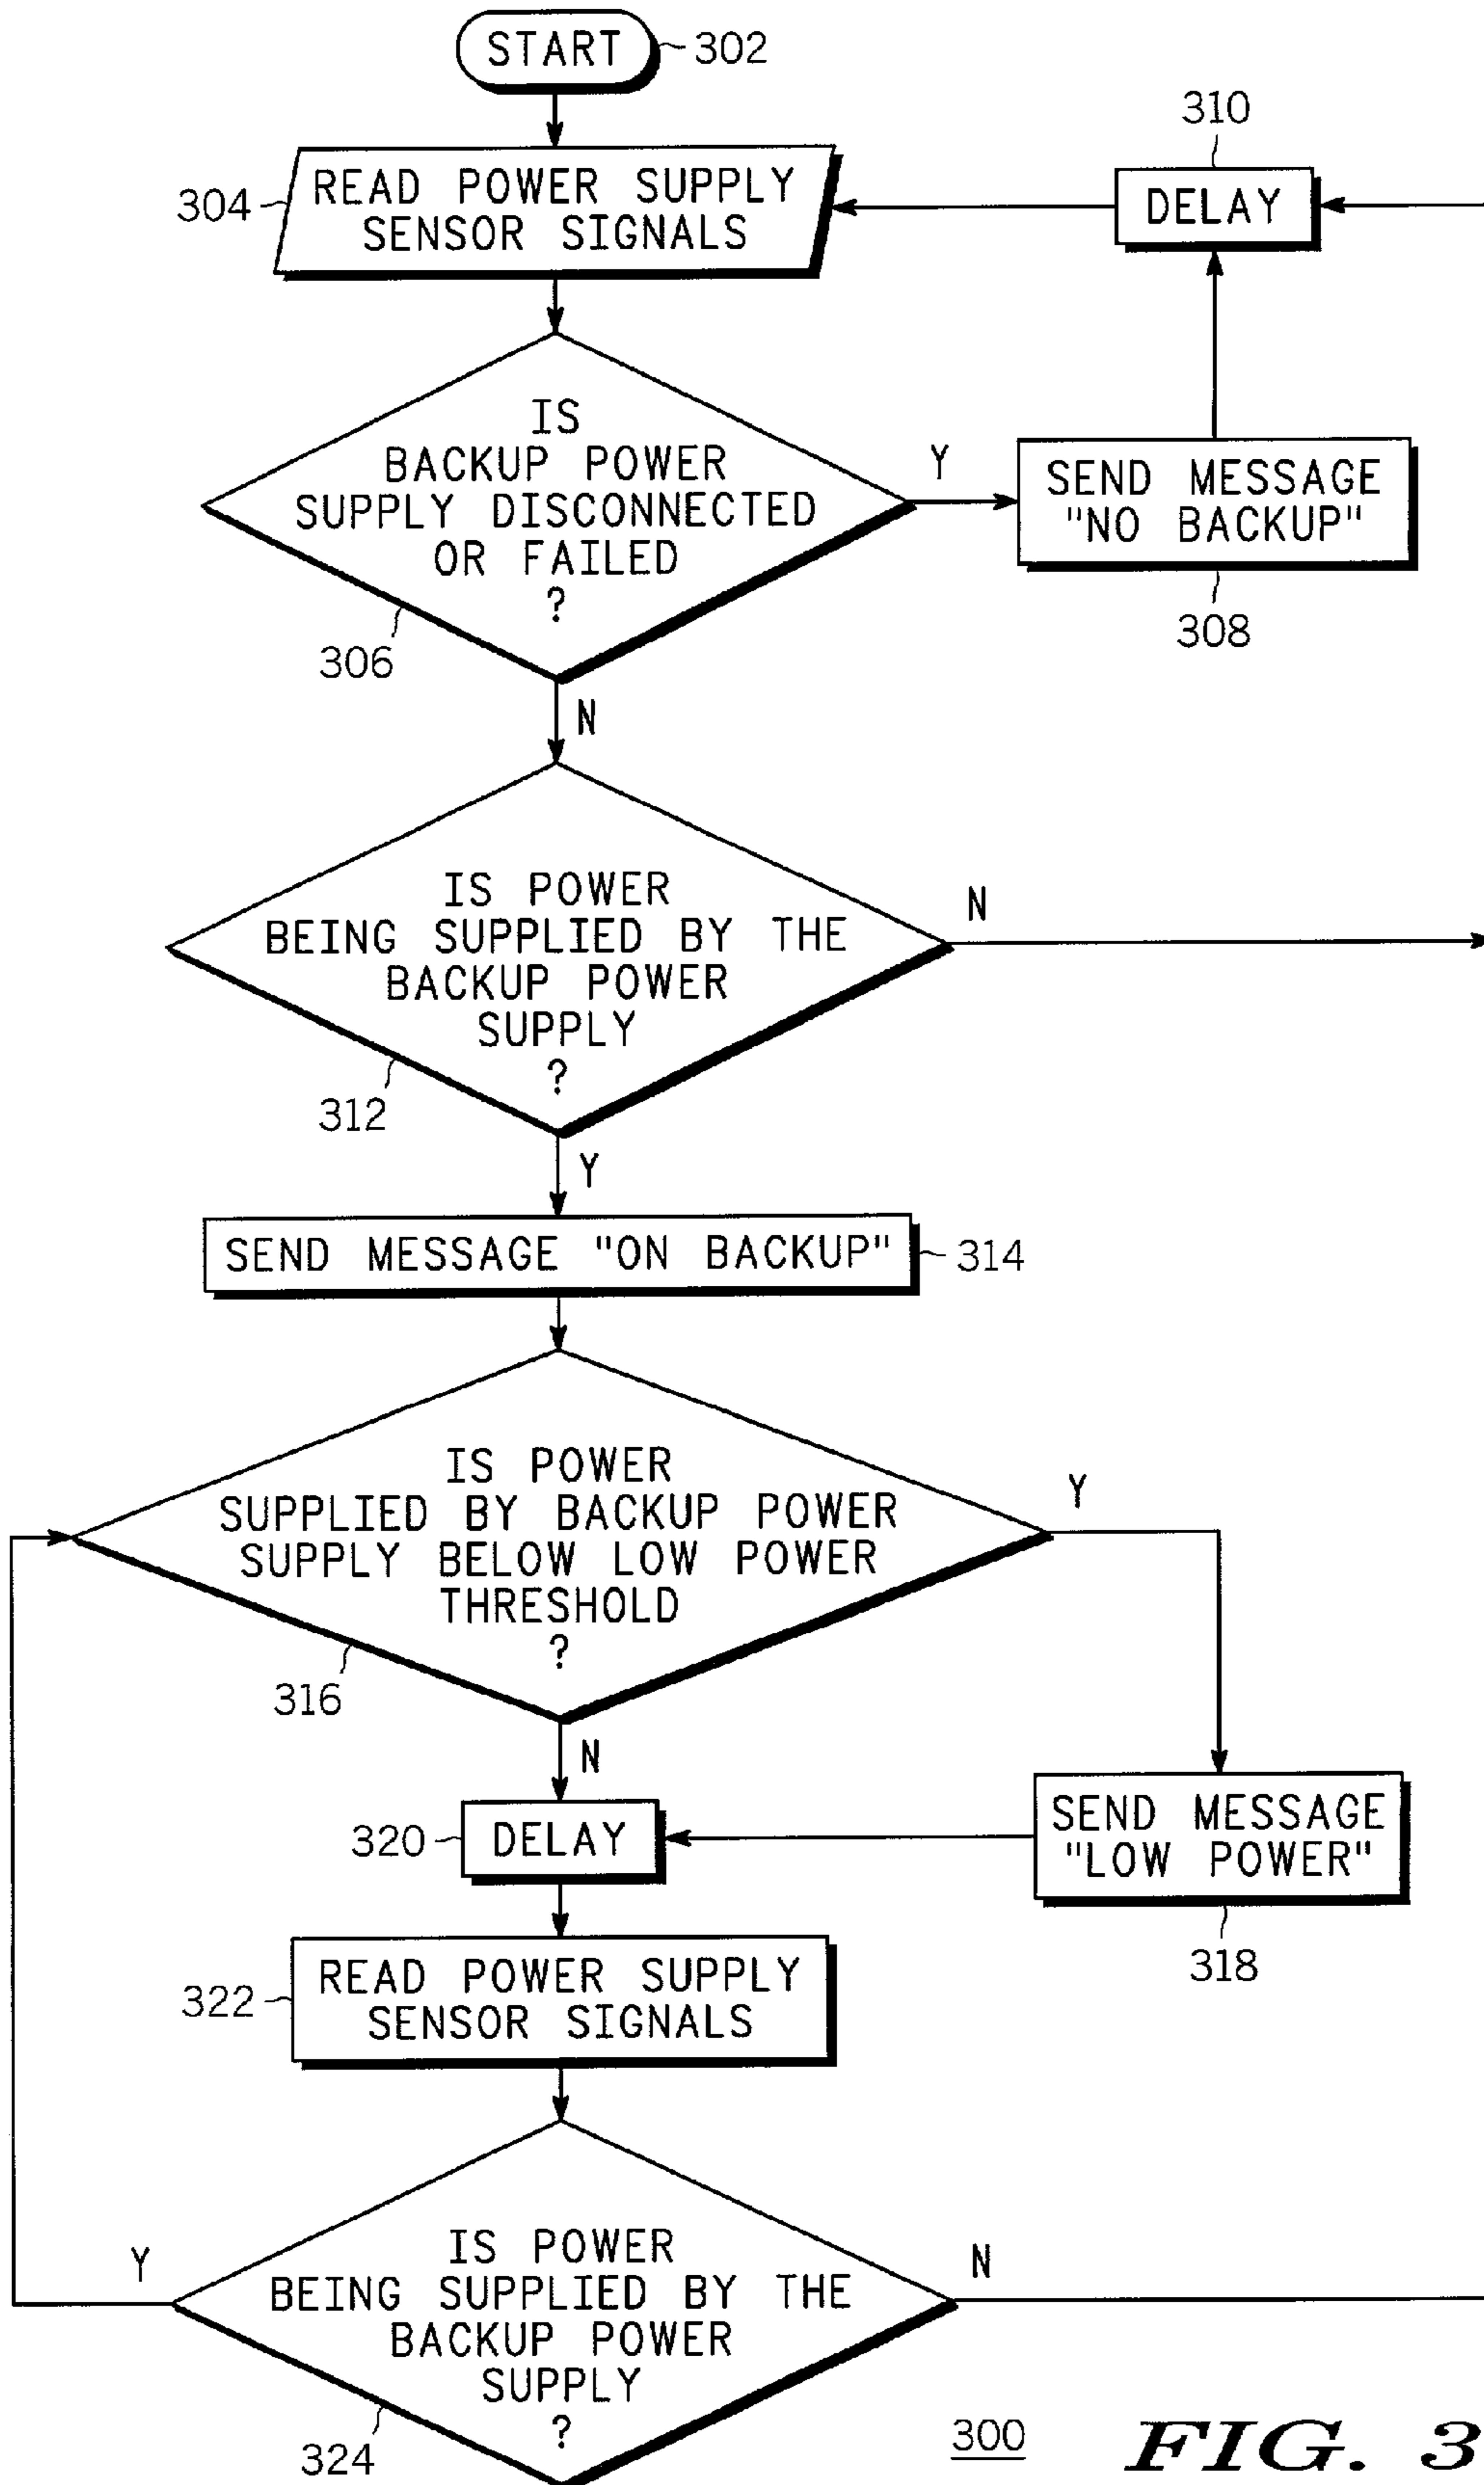 START
302
310
304
READ POWER SUPPLY
SENSOR SIGNALS
DELAY
IS
BACKUP POWER
SUPPLY DISCONNECTED
OR FAILED
?
306
Y
SEND MESSAGE
"NO BACKUP"
308
N
IS POWER
BEING SUPPLIED BY THE
BACKUP POWER
SUPPLY
?
312
N
Y
SEND MESSAGE "ON BACKUP"
314
IS POWER
SUPPLIED BY BACKUP POWER
SUPPLY BELOW LOW POWER
THRESHOLD
?
316
Y
N
320
DELAY
SEND MESSAGE
"LOW POWER"
318
322
READ POWER SUPPLY
SENSOR SIGNALS
Y
IS POWER
BEING SUPPLIED BY THE
BACKUP POWER
SUPPLY
?
324
N
300
FIG. 3